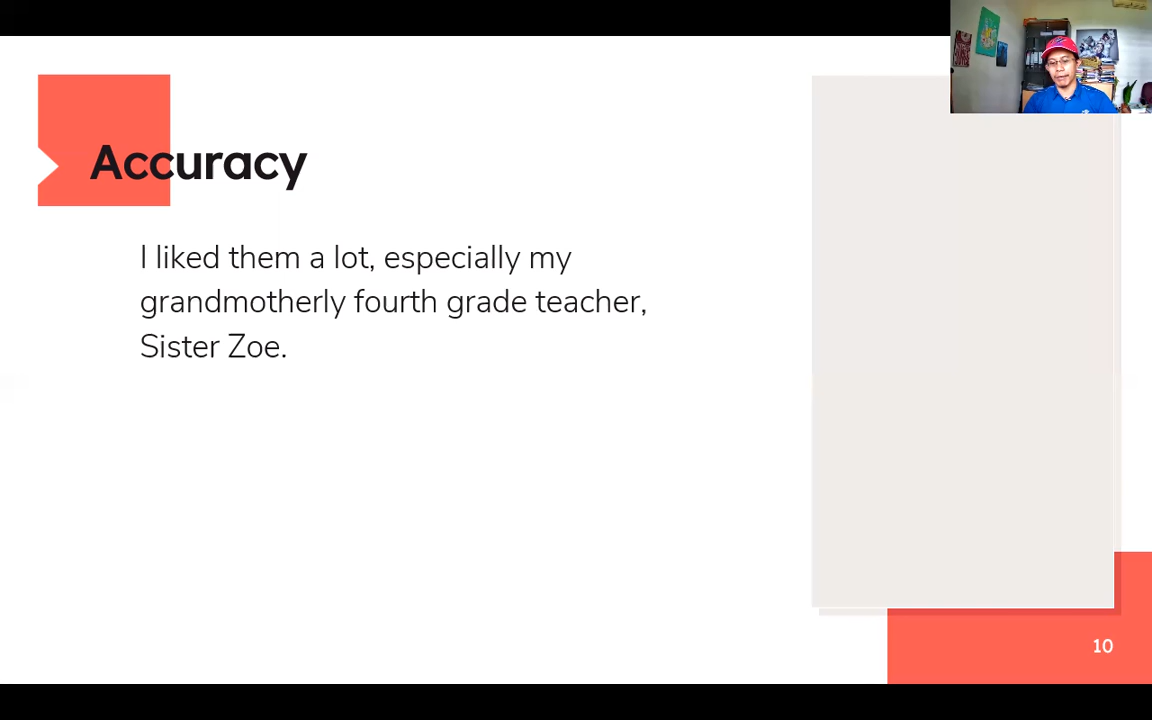 Accuracy
I liked them a lot, especially my
grandmotherly fourth grade teacher,
Sister Zoe.
10